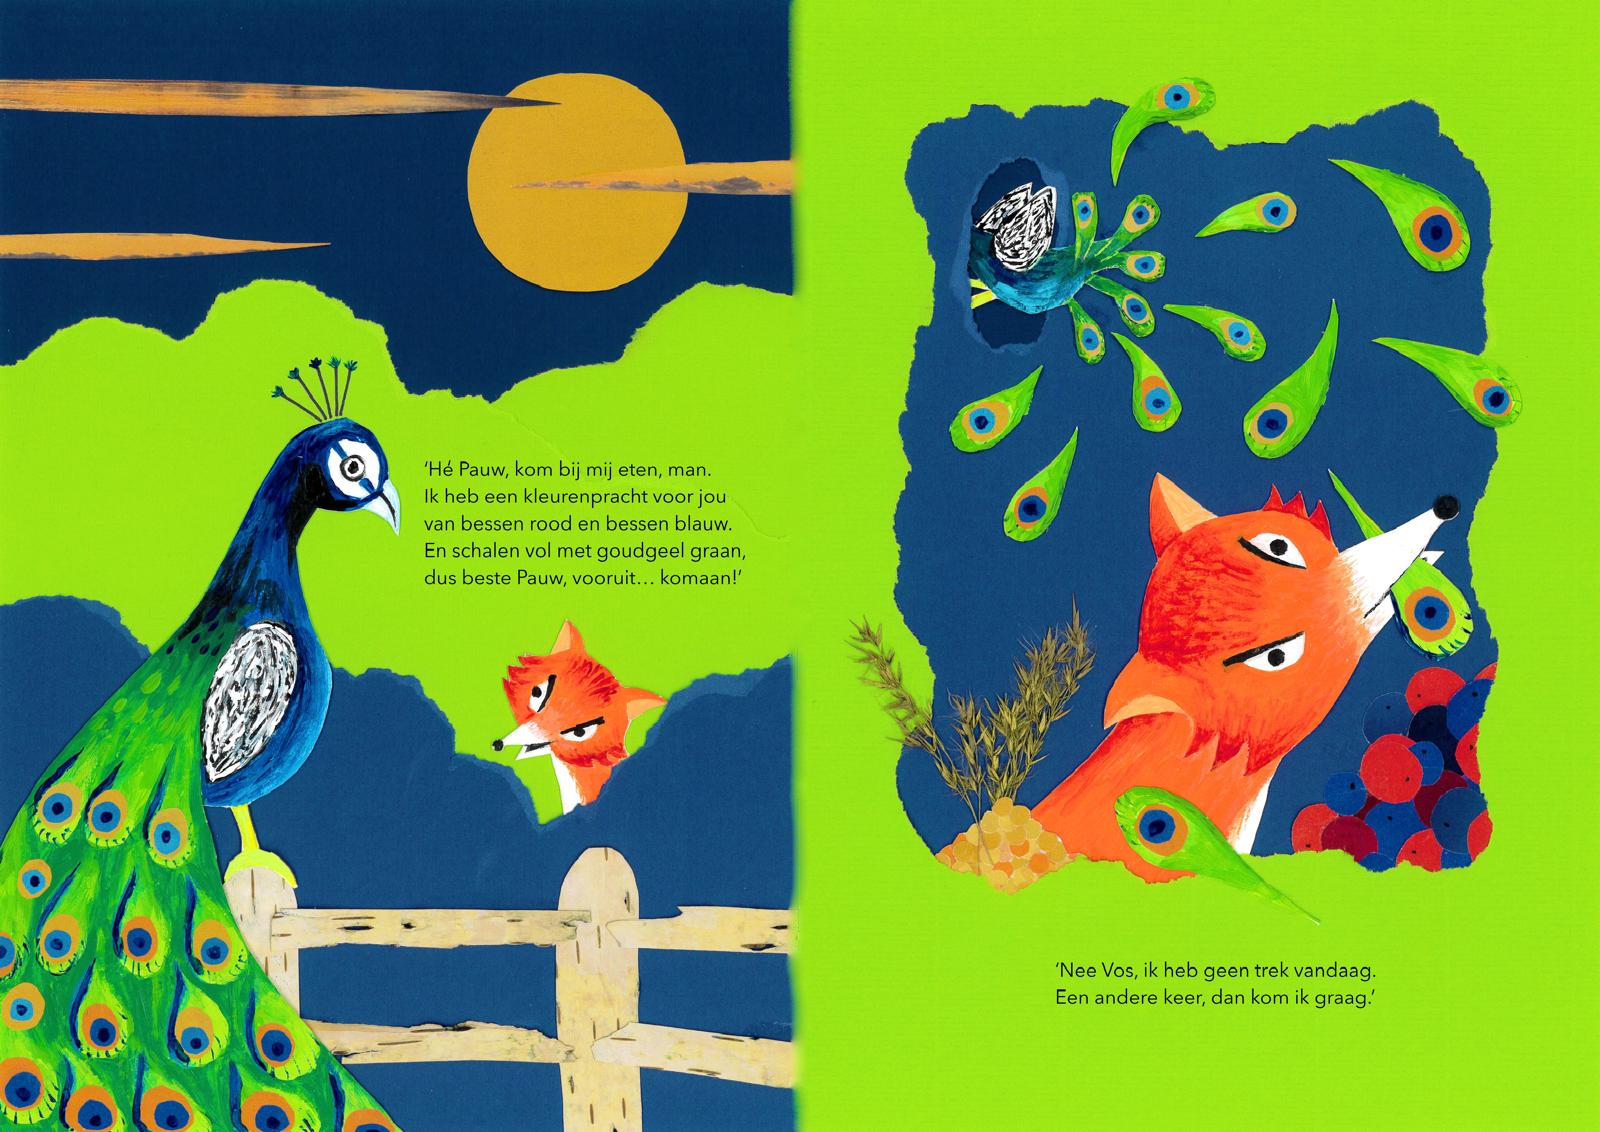 ‘Hé Pauw, kom bij mij eten, man.
Ik heb een kleurenpracht voor jou
van bessen rood en bessen blauw.
En schalen vol met goudgeel graan,
dus beste Pauw, vooruit… komaan!’
‘Nee Vos, ik heb geen trek vandaag.
Een andere keer, dan kom ik graag.’